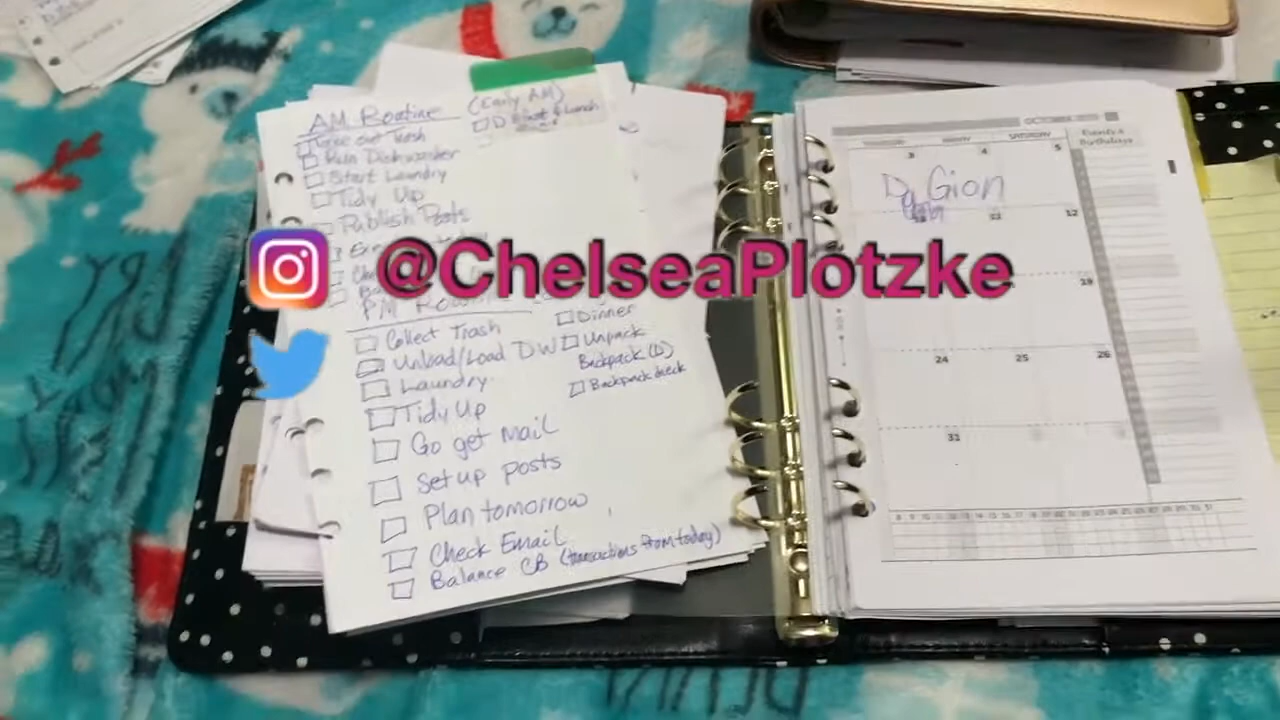 AM Routine
Take out Trash
Run Dishwasher
Start Laundry
Tidy Up
Publish Posts
(Early AM)
@ChelseaPlotzke
PM
Collect Trash
Unload/Load DW
Laundry
Tidy Up
Go get Mail
Set up posts
Plan tomorrow
Check Email
Balance CB (transactions from today)
Dinner
Unpack
Backpack (D)
Backpack check
OCTOBER
FRIDAY
SATURDAY
Events &
Birthdays
3 4 5
Gion
12
19
24 25 26
31